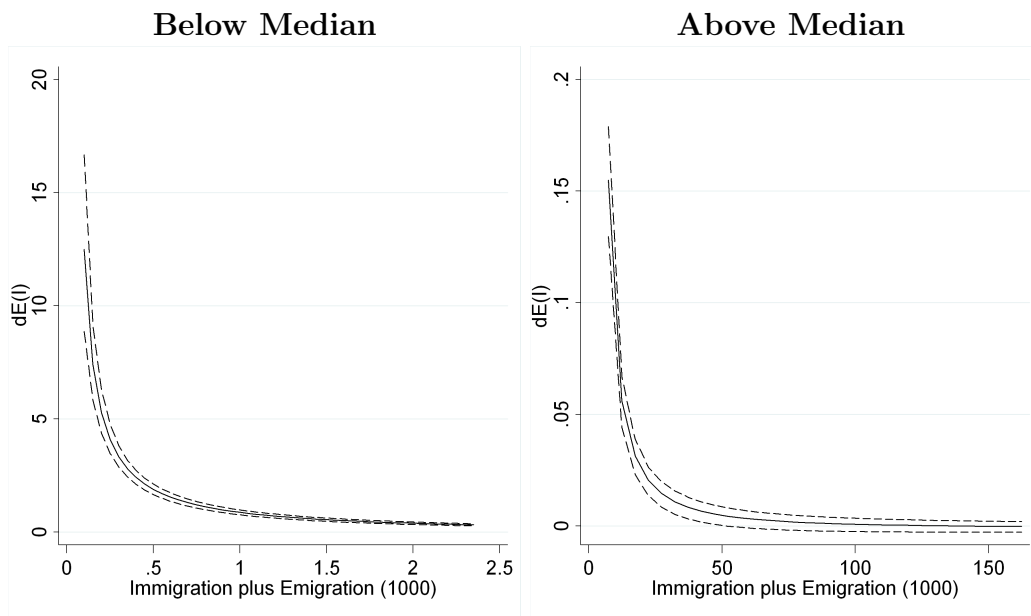 Below Median
dE(I)
20
15
10
5
0
0 .5 1 1.5 2 2.5
Immigration plus Emigration (1000)
Above Median
dE(I)
.2
.15
.1
.05
0
0 50 100 150
Immigration plus Emigration (1000)